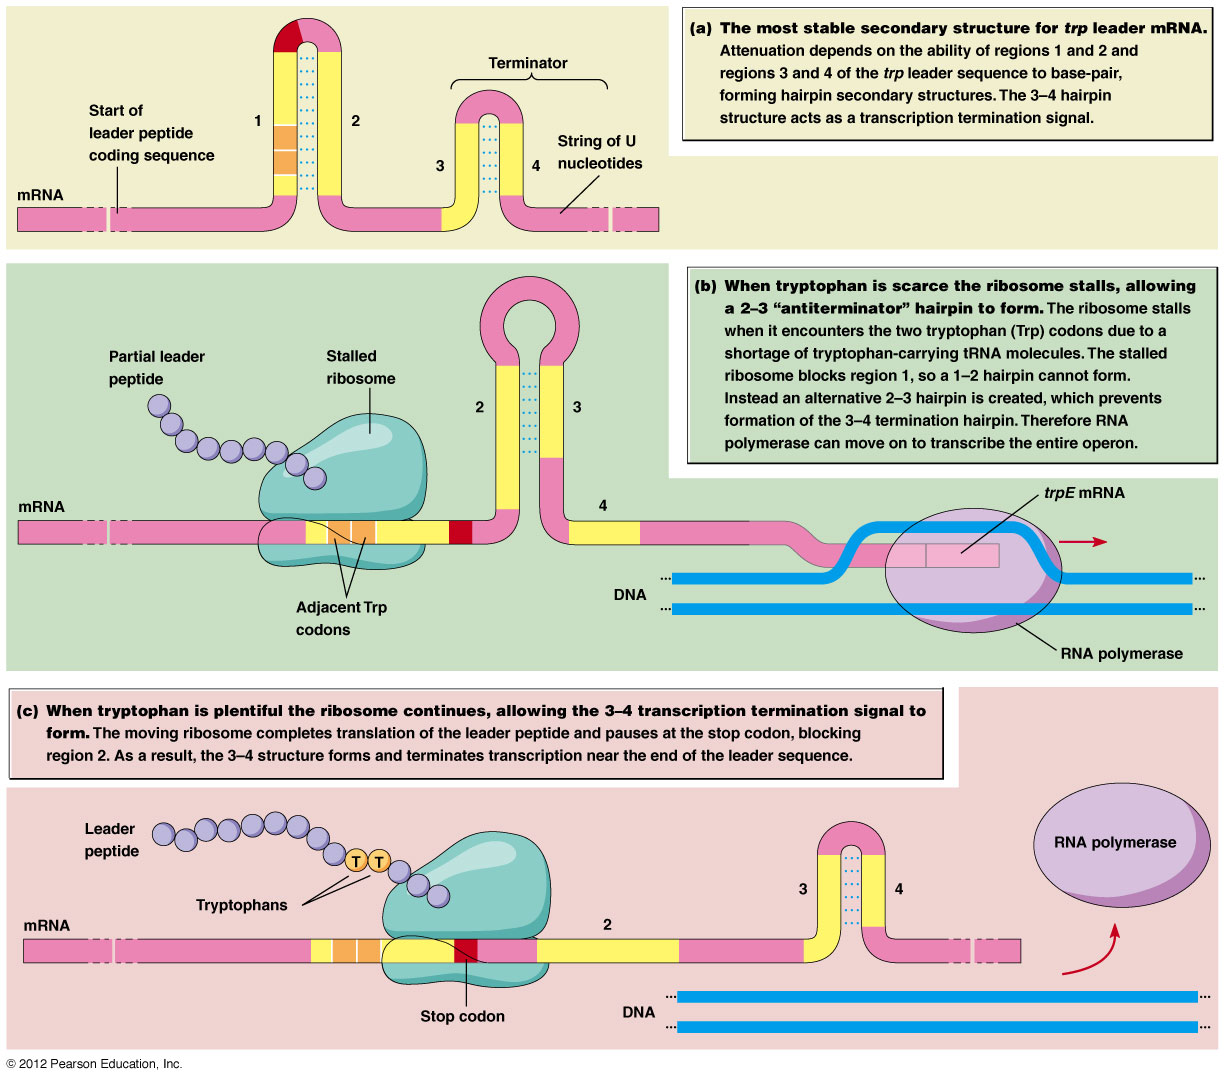 (a) The most stable secondary structure for trp leader mRNA.
Attenuation depends on the ability of regions 1 and 2 and
regions 3 and 4 of the trp leader sequence to base-pair,
forming hairpin secondary structures. The 3–4 hairpin
structure acts as a transcription termination signal.
Terminator
Start of
leader peptide
coding sequence
1
2
3
4
String of U
nucleotides
mRNA
(b) When tryptophan is scarce the ribosome stalls, allowing
a 2–3 “antiterminator” hairpin to form. The ribosome stalls
when it encounters the two tryptophan (Trp) codons due to a
shortage of tryptophan-carrying tRNA molecules. The stalled
ribosome blocks region 1, so a 1–2 hairpin cannot form.
Instead an alternative 2–3 hairpin is created, which prevents
formation of the 3–4 termination hairpin. Therefore RNA
polymerase can move on to transcribe the entire operon.
Partial leader
peptide
Stalled
ribosome
2
3
mRNA
4
trpE mRNA
Adjacent Trp
codons
DNA
RNA polymerase
(c) When tryptophan is plentiful the ribosome continues, allowing the 3–4 transcription termination signal to
form. The moving ribosome completes translation of the leader peptide and pauses at the stop codon, blocking
region 2. As a result, the 3–4 structure forms and terminates transcription near the end of the leader sequence.
Leader
peptide
T T
Tryptophans
RNA polymerase
3
4
mRNA
2
Stop codon
DNA
© 2012 Pearson Education, Inc.